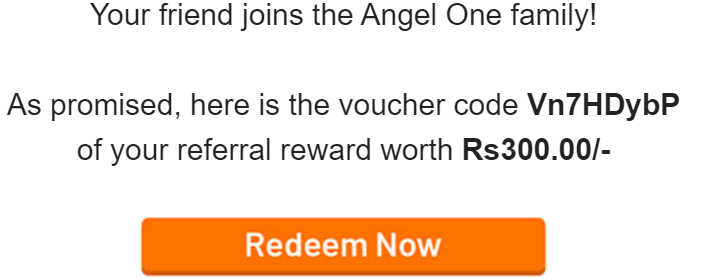 Your friend joins the Angel One family!
As promised, here is the voucher code Vn7HDybP
of your referral reward worth Rs300.00/-
Redeem Now